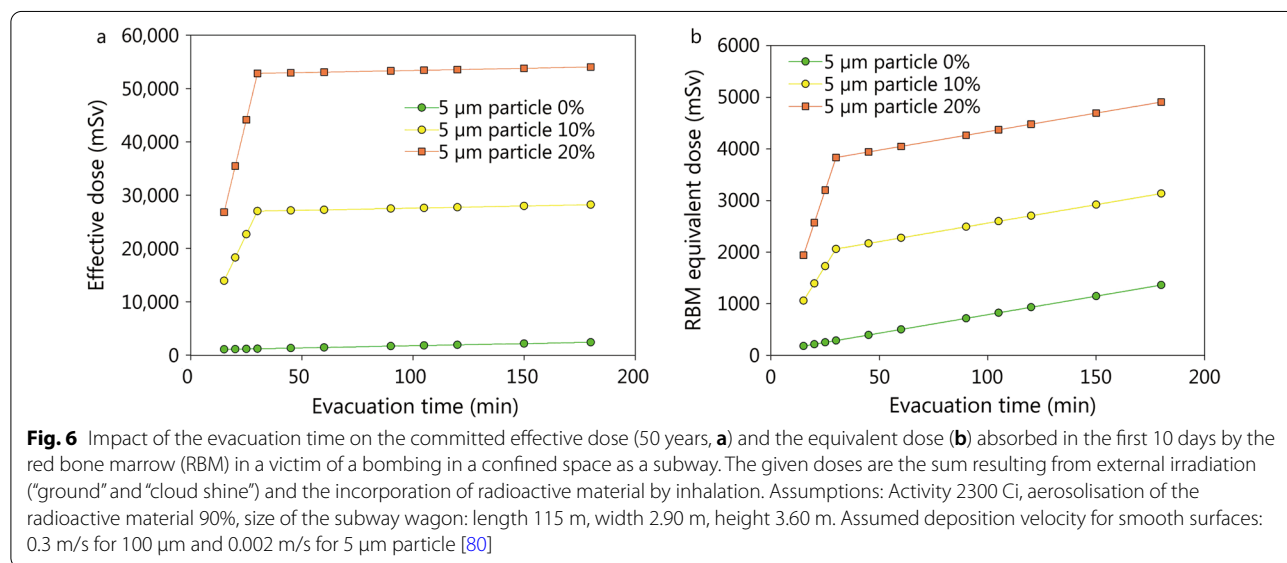 a
60,000
50,000
40,000
30,000
20,000
10,000
0
Effective dose (mSv)
5 µm particle 0%
5 µm particle 10%
5 µm particle 20%
0 50 100 150 200
Evacuation time (min)
b
6000
5000
4000
3000
2000
1000
0
RBM equivalent dose (mSv)
5 µm particle 0%
5 µm particle 10%
5 µm particle 20%
0 50 100 150 200
Evacuation time (min)
Fig. 6 Impact of the evacuation time on the committed effective dose (50 years, a) and the equivalent dose (b) absorbed in the first 10 days by the
red bone marrow (RBM) in a victim of a bombing in a confined space as a subway. The given doses are the sum resulting from external irradiation
(“ground” and “cloud shine”) and the incorporation of radioactive material by inhalation. Assumptions: Activity 2300 Ci, aerosolisation of the
radioactive material 90%, size of the subway wagon: length 115 m, width 2.90 m, height 3.60 m. Assumed deposition velocity for smooth surfaces:
0.3 m/s for 100 µm and 0.002 m/s for 5 µm particle [80]